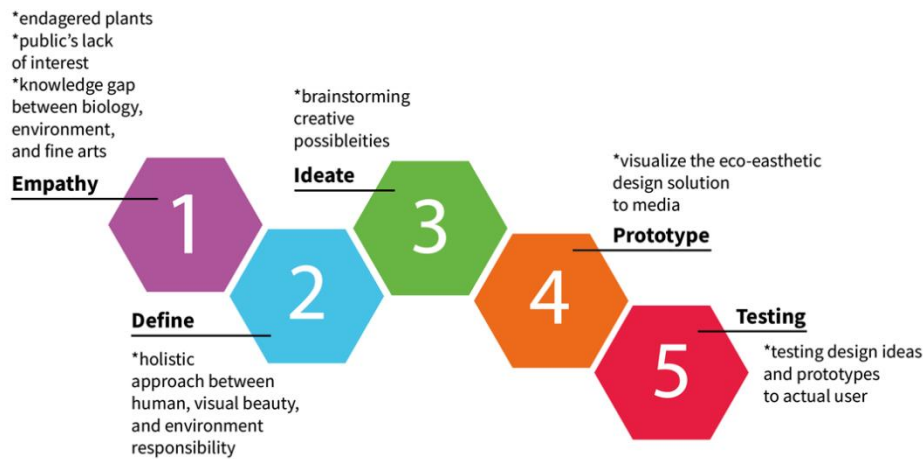 *endagered plants
*public's lack
of interest
*knowledge gap
between biology,
environment,
and fine arts
Empathy
1
Define
2
*holistic
approach between
human, visual beauty,
and environment
responsibility
*brainstorming
creative
possibleities
Ideate
3
*visualize the eco-easthetic
design solution
to media
Prototype
4
Testing
5
*testing design ideas
and prototypes
to actual user